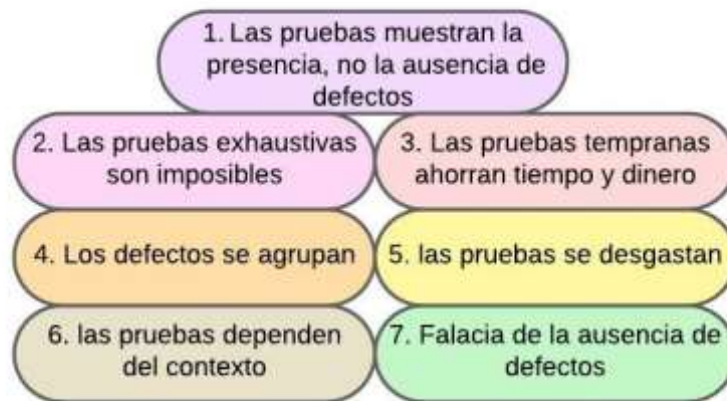 1. Las pruebas muestran la
presencia, no la ausencia de
defectos
2. Las pruebas exhaustivas
son imposibles
3. Las pruebas tempranas
ahorran tiempo y dinero
4. Los defectos se agrupan
5. las pruebas se desgastan
6. las pruebas dependen
del contexto
7. Falacia de la ausencia de
defectos